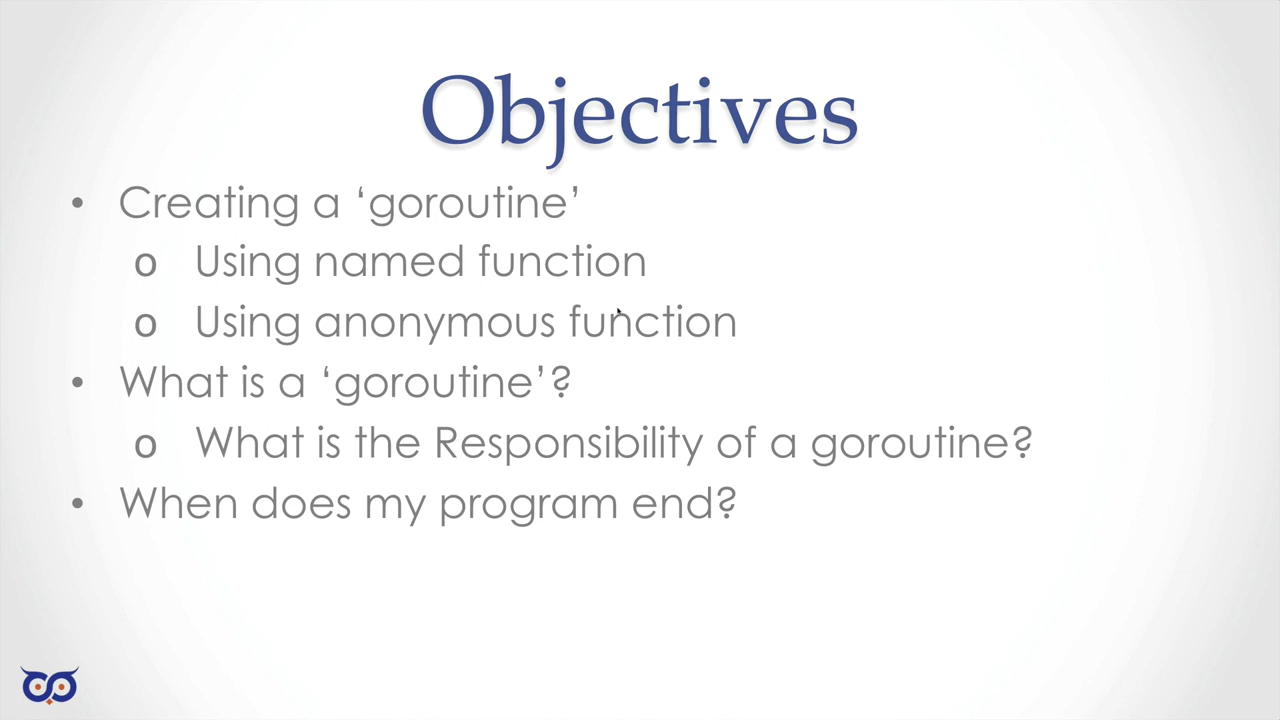 Objectives
• Creating a ‘goroutine’
o Using named function
o Using anonymous function
• What is a ‘goroutine’?
o What is the Responsibility of a goroutine?
• When does my program end?